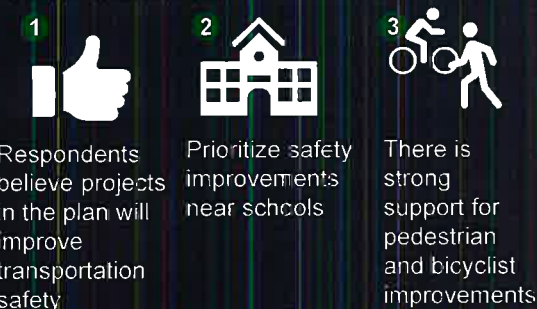 1
Respondents
believe projects
in the plan will
improve
transportation
safety
2
Prioritize safety
improvements
near schools
3
There is
strong
support for
pedestrian
and bicyclist
improvements